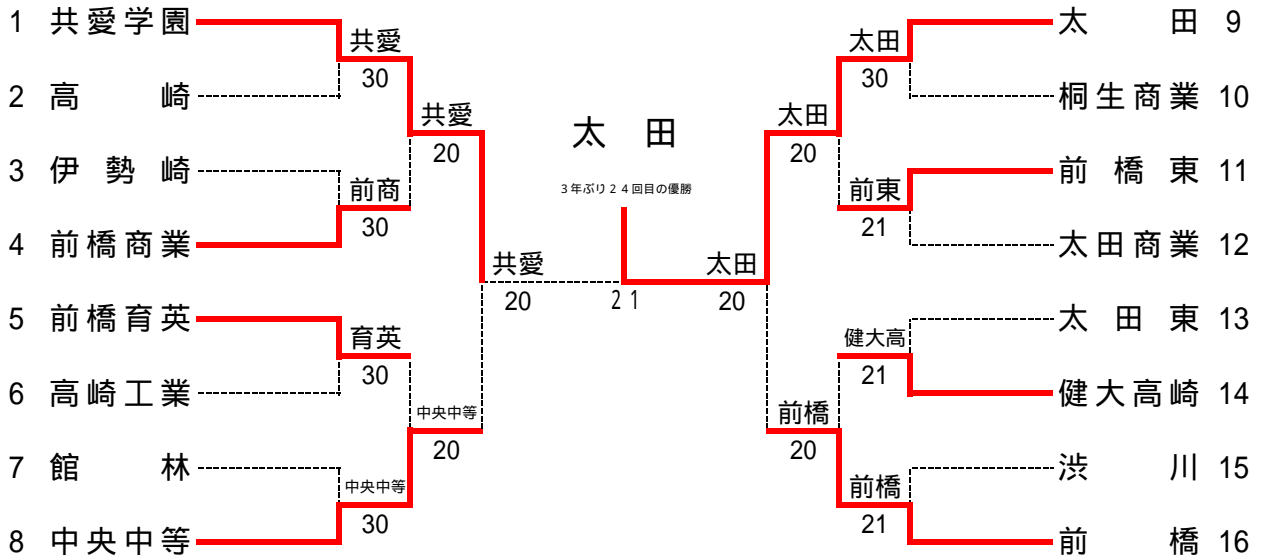 1 共愛学園
共愛
30
2 高崎
共愛
20
3 伊勢崎
前商
30
4 前橋商業
共愛
20
5 前橋育英
育英
30
6 高崎工業
中央中等
20
7 館林
中央中等
30
8 中央中等
太田
3年ぶり24回目の優勝
21
太田 9
太田
30
桐生商業 10
太田
20
前橋東 11
前東
21
太田商業 12
太田
20
太田東 13
健大高
21
健大高崎 14
前橋
20
渋川 15
前橋
21
前橋 16